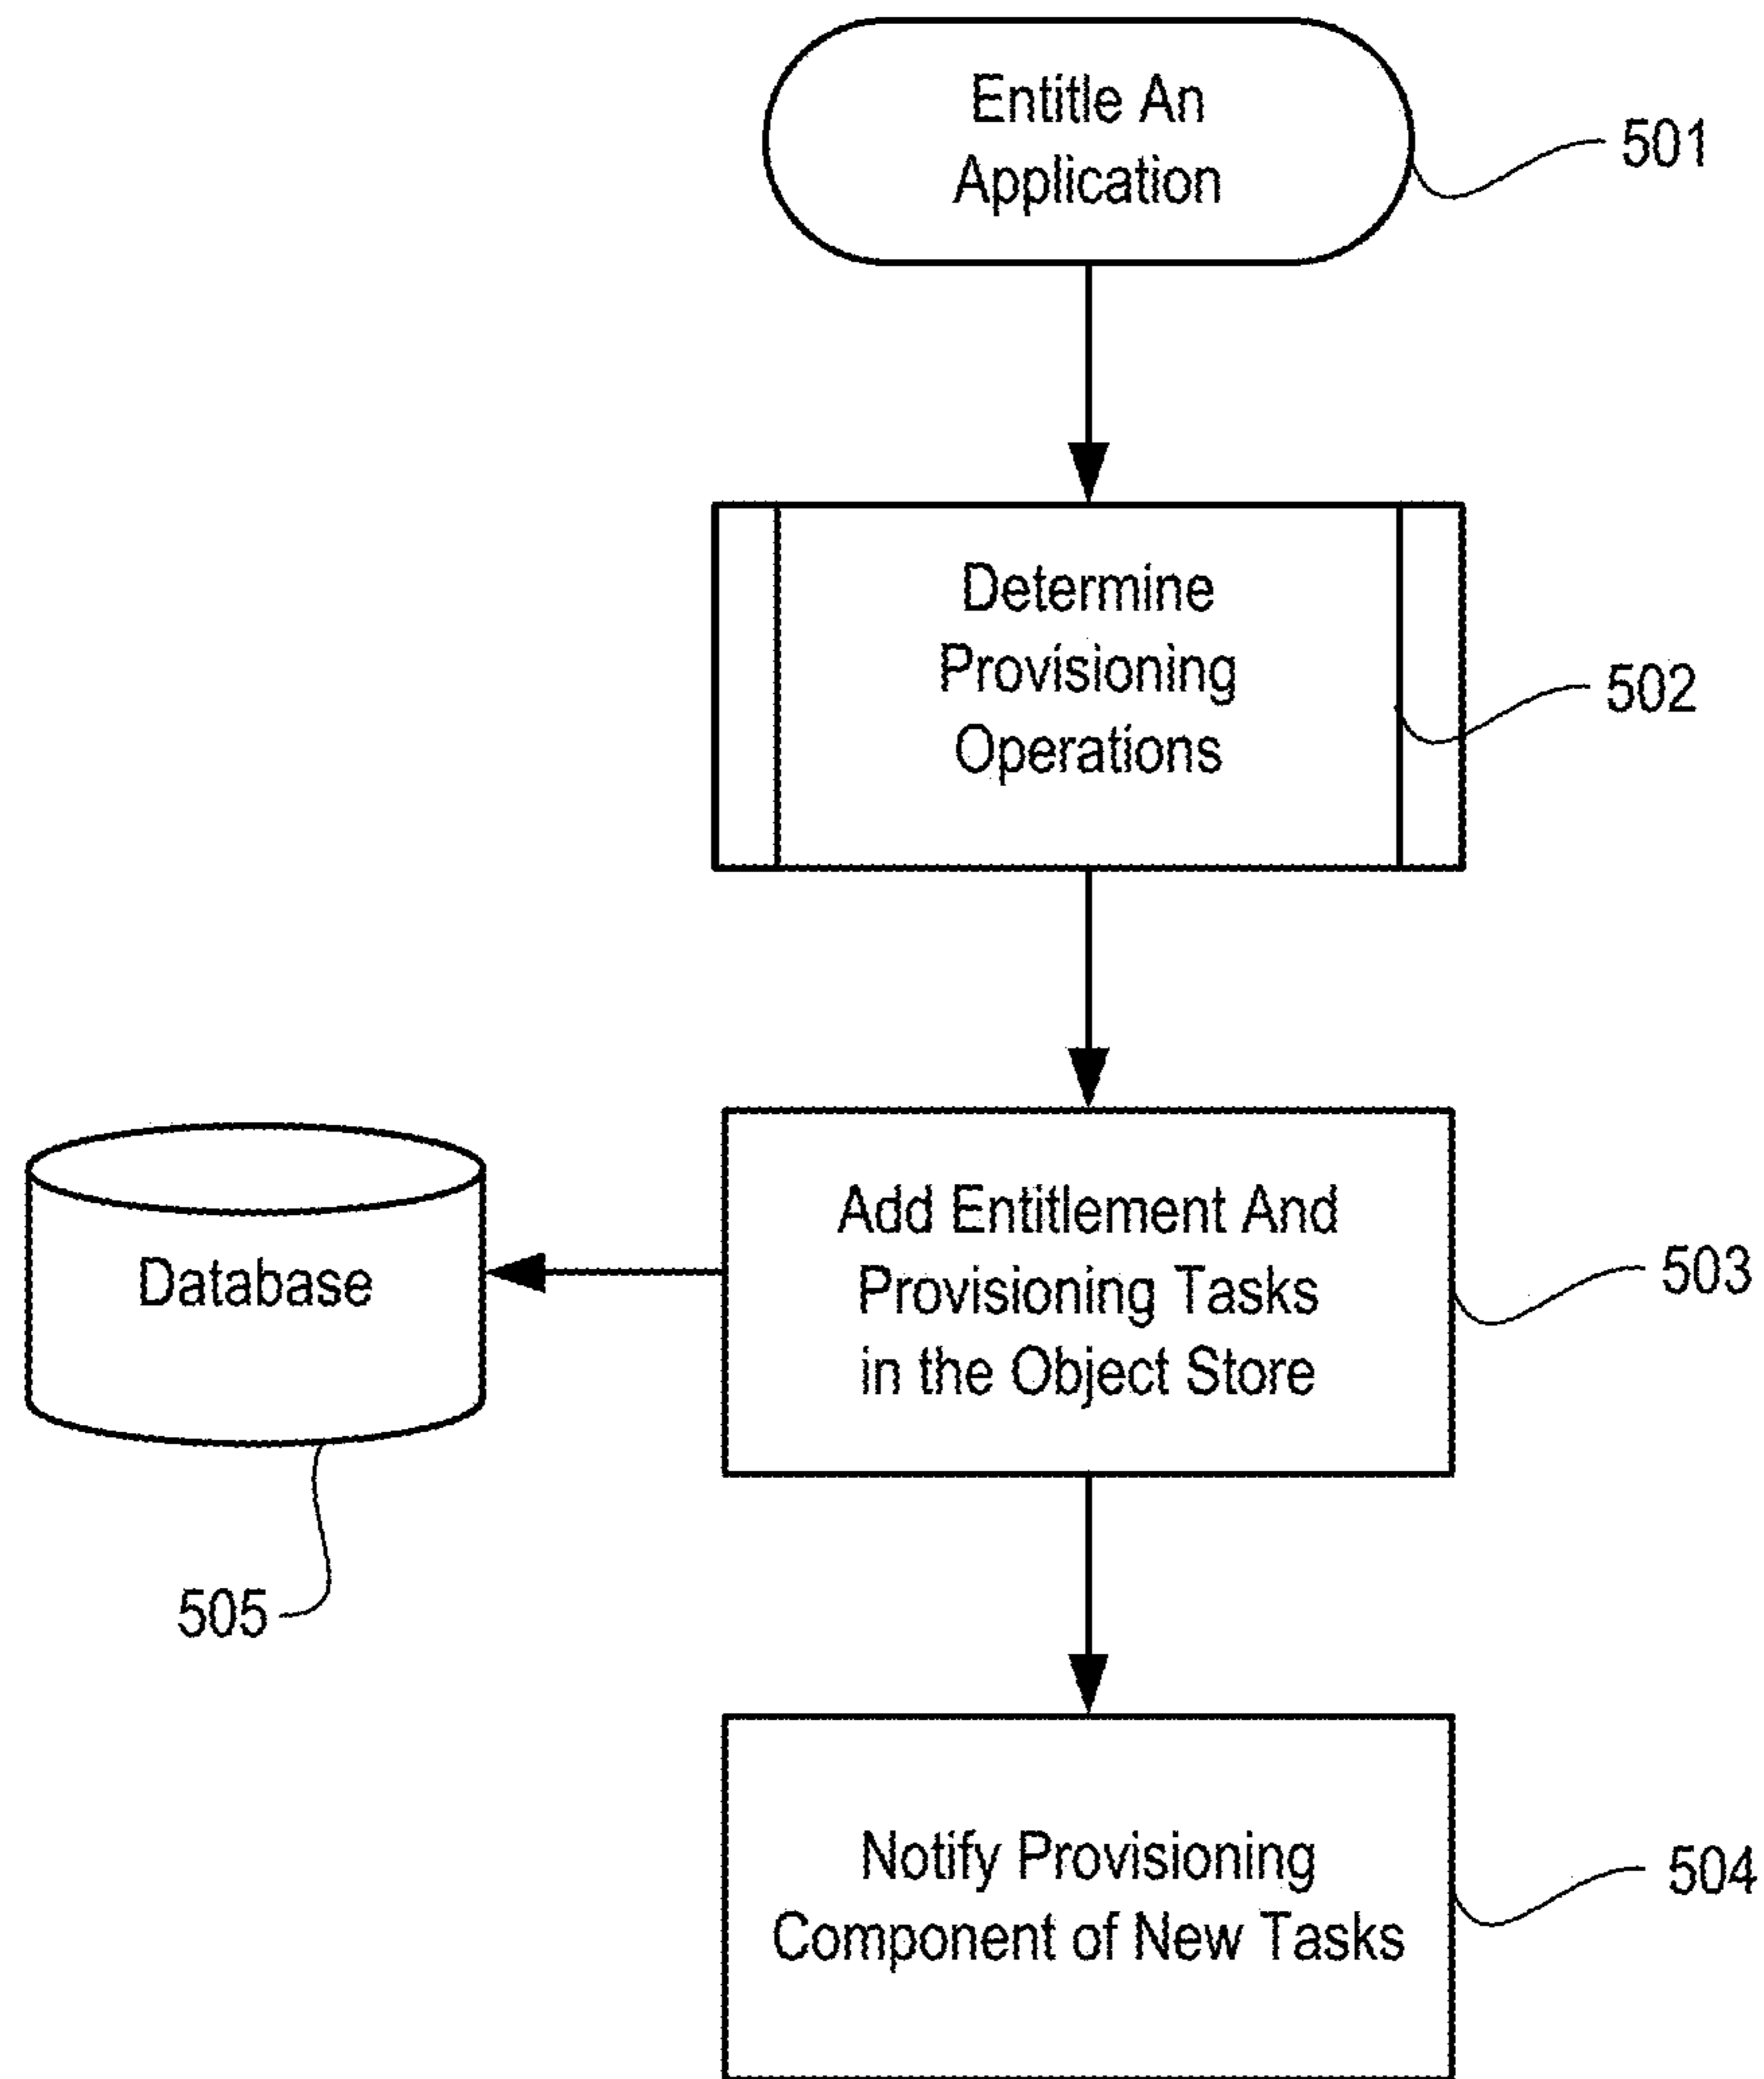 Entitle An
Application
501
Determine
Provisioning
Operations
502
Add Entitlement And
Provisioning Tasks
in the Object Store
503
Database
505
Notify Provisioning
Component of New Tasks
504